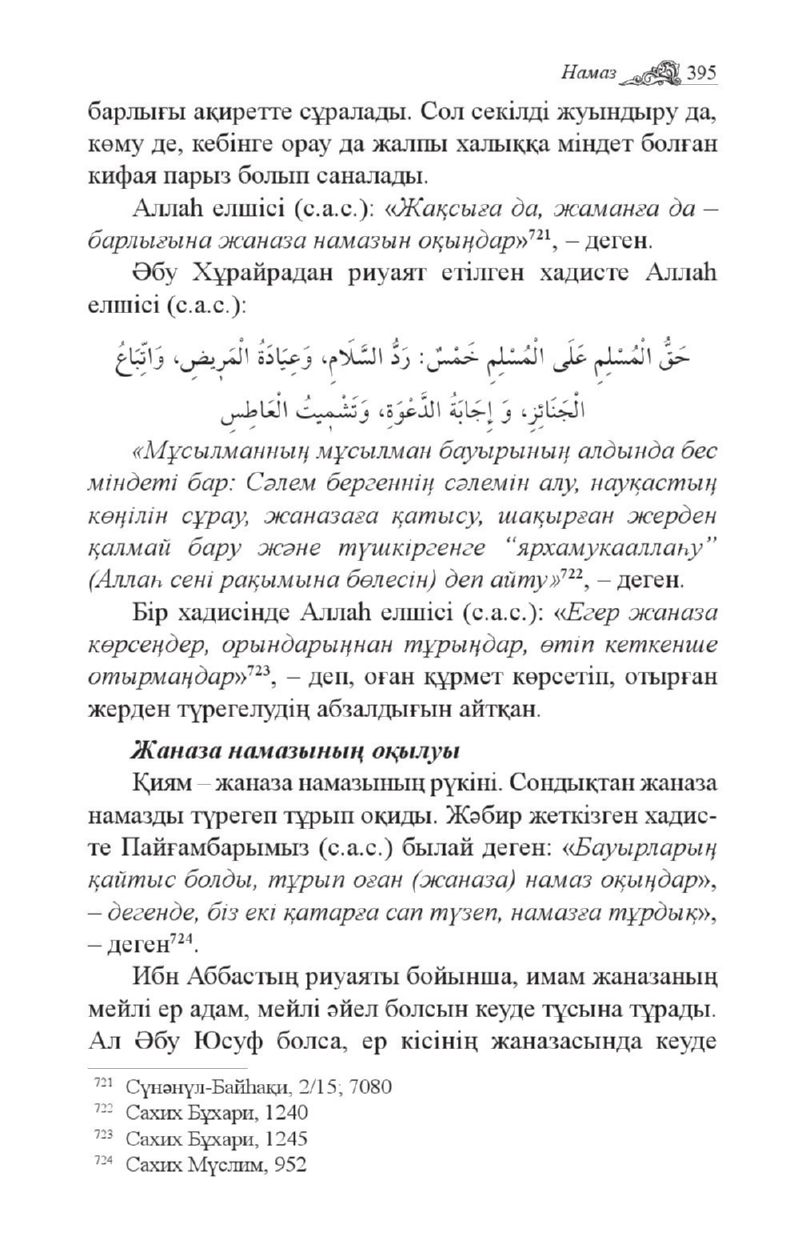 Намаз 395
барлығы ақиретте сұралады. Сол секілді жуындыру да,
көму де, кебінге орау да жалпы халыққа міндет болған
кифая парыз болып саналады.
Аллаһ елшісі (с.а.с.): «Жақсыға да, жаманға да –
барлығына жаназа намазын оқыңдар»⁷²¹, – деген.
Әбу Хұрайрадан риуаят етілген хадисте Аллаһ
елшісі (с.а.с.):
حَقُّ الْمُسْلِمِ عَلَى الْمُسْلِمِ خَمْسٌ: رَدُّ السَّلَامِ، وَعِيَادَةُ الْمَرِيضِ، وَاتِّبَاعُ
الْجَنَائِزِ، وَ إِجَابَةُ الدَّعْوَةِ، وَتَشْمِيتُ الْعَاطِسِ
«Мұсылманның мұсылман бауырының алдында бес
міндеті бар: Сәлем бергеннің сәлемін алу, науқастың
көңілін сұрау, жаназаға қатысу, шақырған жерден
қалмай бару және түшкіргенге “ярхамукааллаһу”
(Аллаһ сені рақымына бөлесін) деп айту»⁷²², – деген.
Бір хадисінде Аллаһ елшісі (с.а.с.): «Егер жаназа
көрсеңдер, орындарыңнан тұрыңдар, өтіп кеткенше
отырмаңдар»⁷²³, – деп, оған құрмет көрсетіп, отырған
жерден түрегелудің абзалдығын айтқан.
Жаназа намазының оқылуы
Қиям – жаназа намазының рүкіні. Сондықтан жаназа
намазды түрегеп тұрып оқиды. Жәбир жеткізген хадис-
те Пайғамбарымыз (с.а.с.) былай деген: «Бауырларың
қайтыс болды, тұрып оған (жаназа) намаз оқыңдар»,
– дегенде, біз екі қатарға сап түзеп, намазға тұрдық»,
– деген⁷²⁴.
Ибн Аббастың риуаяты бойынша, имам жаназаның
мейлі ер адам, мейлі әйел болсын кеуде тұсына тұрады.
Ал Әбу Юсуф болса, ер кісінің жаназасында кеуде
⁷²¹ Сүнәнүл-Байһақи, 2/15; 7080
⁷²² Сахих Бұхари, 1240
⁷²³ Сахих Бұхари, 1245
⁷²⁴ Сахих Мүслим, 952